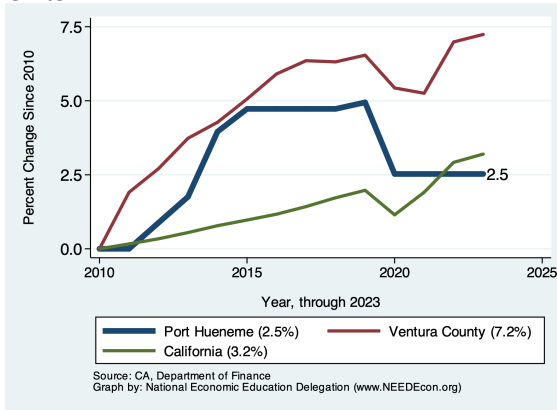 Percent Change Since 2010
7.5
5.0
2.5
0.0
2.5
2010
2015
2020
2025
Year, through 2023
Port Hueneme (2.5%)
Ventura County (7.2%)
California (3.2%)
Source: CA, Department of Finance
Graph by: National Economic Education Delegation (www.NEEDEcon.org)